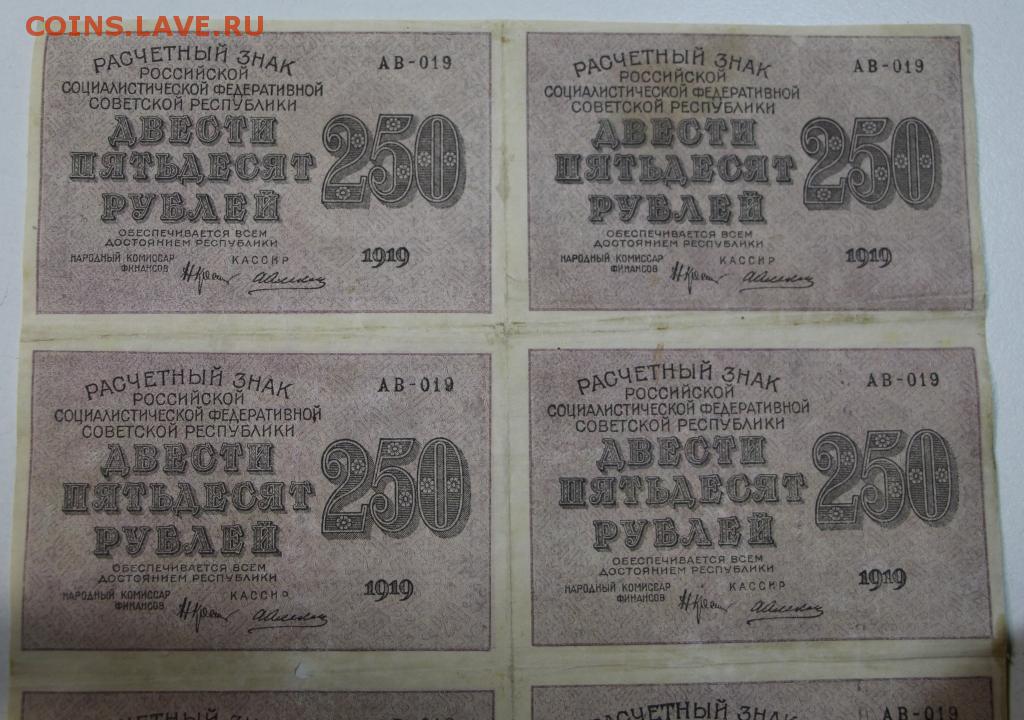 COINS.LAVE.RU
РАСЧЕТНЫЙ ЗНАК
АВ-019
РОССИЙСКОЙ
СОЦИАЛИСТИЧЕСКОЙ ФЕДЕРАТИВНОЙ
СОВЕТСКОЙ РЕСПУБЛИКИ
ДВЕСТИ
ПЯТЬДЕСЯТ
РУБЛЕЙ
250
ОБЕСПЕЧИВАЕТСЯ ВСЕМ
ДОСТОЯНИЕМ РЕСПУБЛИКИ
НАРОДНЫЙ КОМИССАР
ФИНАНСОВ
КАССИР
1919
РАСЧЕТНЫЙ ЗНАК
АВ-019
РОССИЙСКОЙ
СОЦИАЛИСТИЧЕСКОЙ ФЕДЕРАТИВНОЙ
СОВЕТСКОЙ РЕСПУБЛИКИ
ДВЕСТИ
ПЯТЬДЕСЯТ
РУБЛЕЙ
250
ОБЕСПЕЧИВАЕТСЯ ВСЕМ
ДОСТОЯНИЕМ РЕСПУБЛИКИ
НАРОДНЫЙ КОМИССАР
ФИНАНСОВ
КАССИР
1919
РАСЧЕТНЫЙ ЗНАК
АВ-019
РОССИЙСКОЙ
СОЦИАЛИСТИЧЕСКОЙ ФЕДЕРАТИВНОЙ
СОВЕТСКОЙ РЕСПУБЛИКИ
ДВЕСТИ
ПЯТЬДЕСЯТ
РУБЛЕЙ
250
ОБЕСПЕЧИВАЕТСЯ ВСЕМ
ДОСТОЯНИЕМ РЕСПУБЛИКИ
НАРОДНЫЙ КОМИССАР
ФИНАНСОВ
КАССИР
1919
РАСЧЕТНЫЙ ЗНАК
АВ-019
РОССИЙСКОЙ
СОЦИАЛИСТИЧЕСКОЙ ФЕДЕРАТИВНОЙ
СОВЕТСКОЙ РЕСПУБЛИКИ
ДВЕСТИ
ПЯТЬДЕСЯТ
РУБЛЕЙ
250
ОБЕСПЕЧИВАЕТСЯ ВСЕМ
ДОСТОЯНИЕМ РЕСПУБЛИКИ
НАРОДНЫЙ КОМИССАР
ФИНАНСОВ
КАССИР
1919
РАСЧЕТНЫЙ ЗНАК
АВ-019